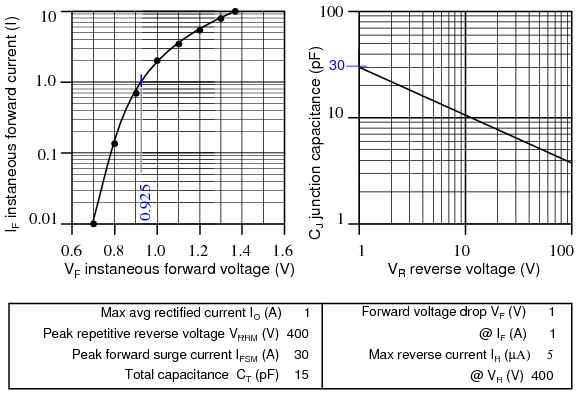 10
1.0
0.1
0.01
0.6 0.8 1.0 1.2 1.4 1.6
0.925
I_F instaneous forward current (I)
V_F instaneous forward voltage (V)
100
30
10
1
1 10 100
C_J junction capacitance (pF)
V_R reverse voltage (V)
Max avg rectified current I_O (A) 1
Peak repetitive reverse voltage V_RRM (V) 400
Peak forward surge current I_FSM (A) 30
Total capacitance C_T (pF) 15
Forward voltage drop V_F (V) 1
@ I_F (A) 1
Max reverse current I_R (μA) 5
@ V_R (V) 400